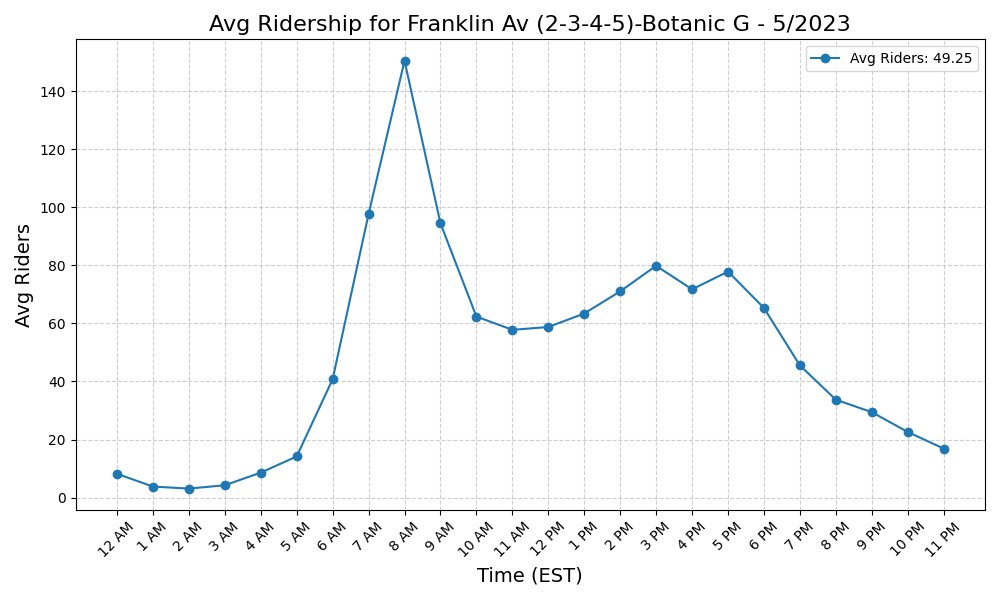 Avg Ridership for Franklin Av (2-3-4-5)-Botanic G - 5/2023
Avg Riders: 49.25
Avg Riders
140
120
100
80
60
40
20
0
12 AM
1 AM
2 AM
3 AM
4 AM
5 AM
6 AM
7 AM
8 AM
9 AM
10 AM
11 AM
12 PM
1 PM
2 PM
3 PM
4 PM
5 PM
6 PM
7 PM
8 PM
9 PM
10 PM
11 PM
Time (EST)